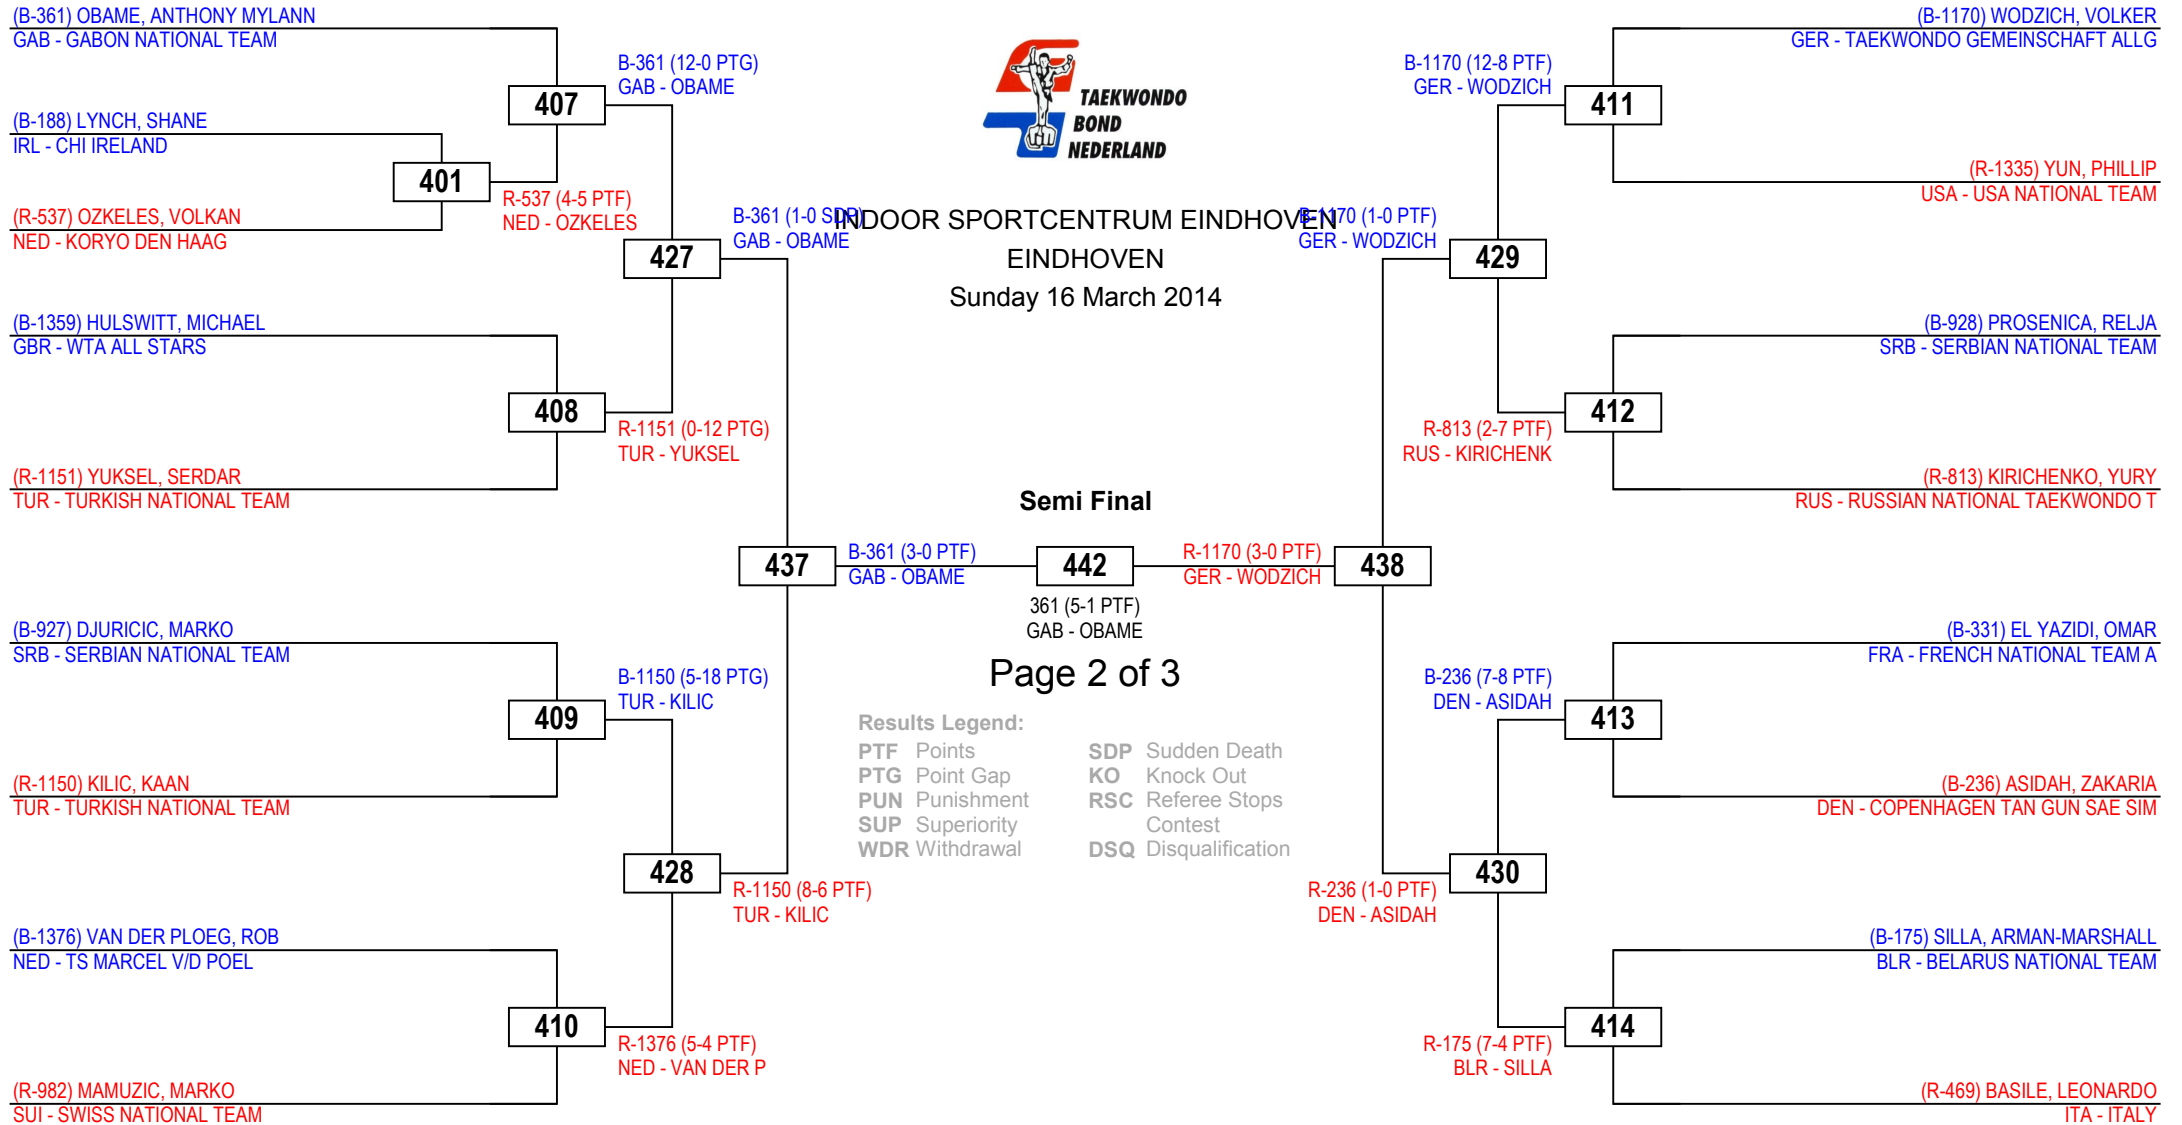 (B-361) OBAME, ANTHONY MYLANN
GAB - GABON NATIONAL TEAM
(B-188) LYNCH, SHANE
IRL - CHI IRELAND
(R-537) OZKELES, VOLKAN
NED - KORYO DEN HAAG
(B-1359) HULSWITT, MICHAEL
GBR - WTA ALL STARS
(R-1151) YUKSEL, SERDAR
TUR - TURKISH NATIONAL TEAM
(B-927) DJURICIC, MARKO
SRB - SERBIAN NATIONAL TEAM
(R-1150) KILIC, KAAN
TUR - TURKISH NATIONAL TEAM
(B-1376) VAN DER PLOEG, ROB
NED - TS MARCEL V/D POEL
(R-982) MAMUZIC, MARKO
SUI - SWISS NATIONAL TEAM
401
R-537 (4-5 PTF)
NED - OZKELES
407
B-361 (12-0 PTG)
GAB - OBAME
408
R-1151 (0-12 PTG)
TUR - YUKSEL
409
B-1150 (5-18 PTG)
TUR - KILIC
410
R-1376 (5-4 PTF)
NED - VAN DER P
427
B-361 (1-0 SDP)
GAB - OBAME
428
R-1150 (8-6 PTF)
TUR - KILIC
437
B-361 (3-0 PTF)
GAB - OBAME
TAEKWONDO
BOND
NEDERLAND
INDOOR SPORTCENTRUM EINDHOVEN
EINDHOVEN
Sunday 16 March 2014
Semi Final
442
361 (5-1 PTF)
GAB - OBAME
Page 2 of 3
Results Legend:
PTF Points
PTG Point Gap
PUN Punishment
SUP Superiority
WDR Withdrawal
SDP Sudden Death
KO Knock Out
RSC Referee Stops
Contest
DSQ Disqualification
R-1170 (3-0 PTF)
GER - WODZICH
438
B-1170 (1-0 PTF)
GER - WODZICH
429
R-236 (1-0 PTF)
DEN - ASIDAH
430
B-1170 (12-8 PTF)
GER - WODZICH
411
R-813 (2-7 PTF)
RUS - KIRICHENK
412
B-236 (7-8 PTF)
DEN - ASIDAH
413
R-175 (7-4 PTF)
BLR - SILLA
414
(B-1170) WODZICH, VOLKER
GER - TAEKWONDO GEMEINSCHAFT ALLG
(R-1335) YUN, PHILLIP
USA - USA NATIONAL TEAM
(B-928) PROSENICA, RELJA
SRB - SERBIAN NATIONAL TEAM
(R-813) KIRICHENKO, YURY
RUS - RUSSIAN NATIONAL TAEKWONDO T
(B-331) EL YAZIDI, OMAR
FRA - FRENCH NATIONAL TEAM A
(B-236) ASIDAH, ZAKARIA
DEN - COPENHAGEN TAN GUN SAE SIM
(B-175) SILLA, ARMAN-MARSHALL
BLR - BELARUS NATIONAL TEAM
(R-469) BASILE, LEONARDO
ITA - ITALY